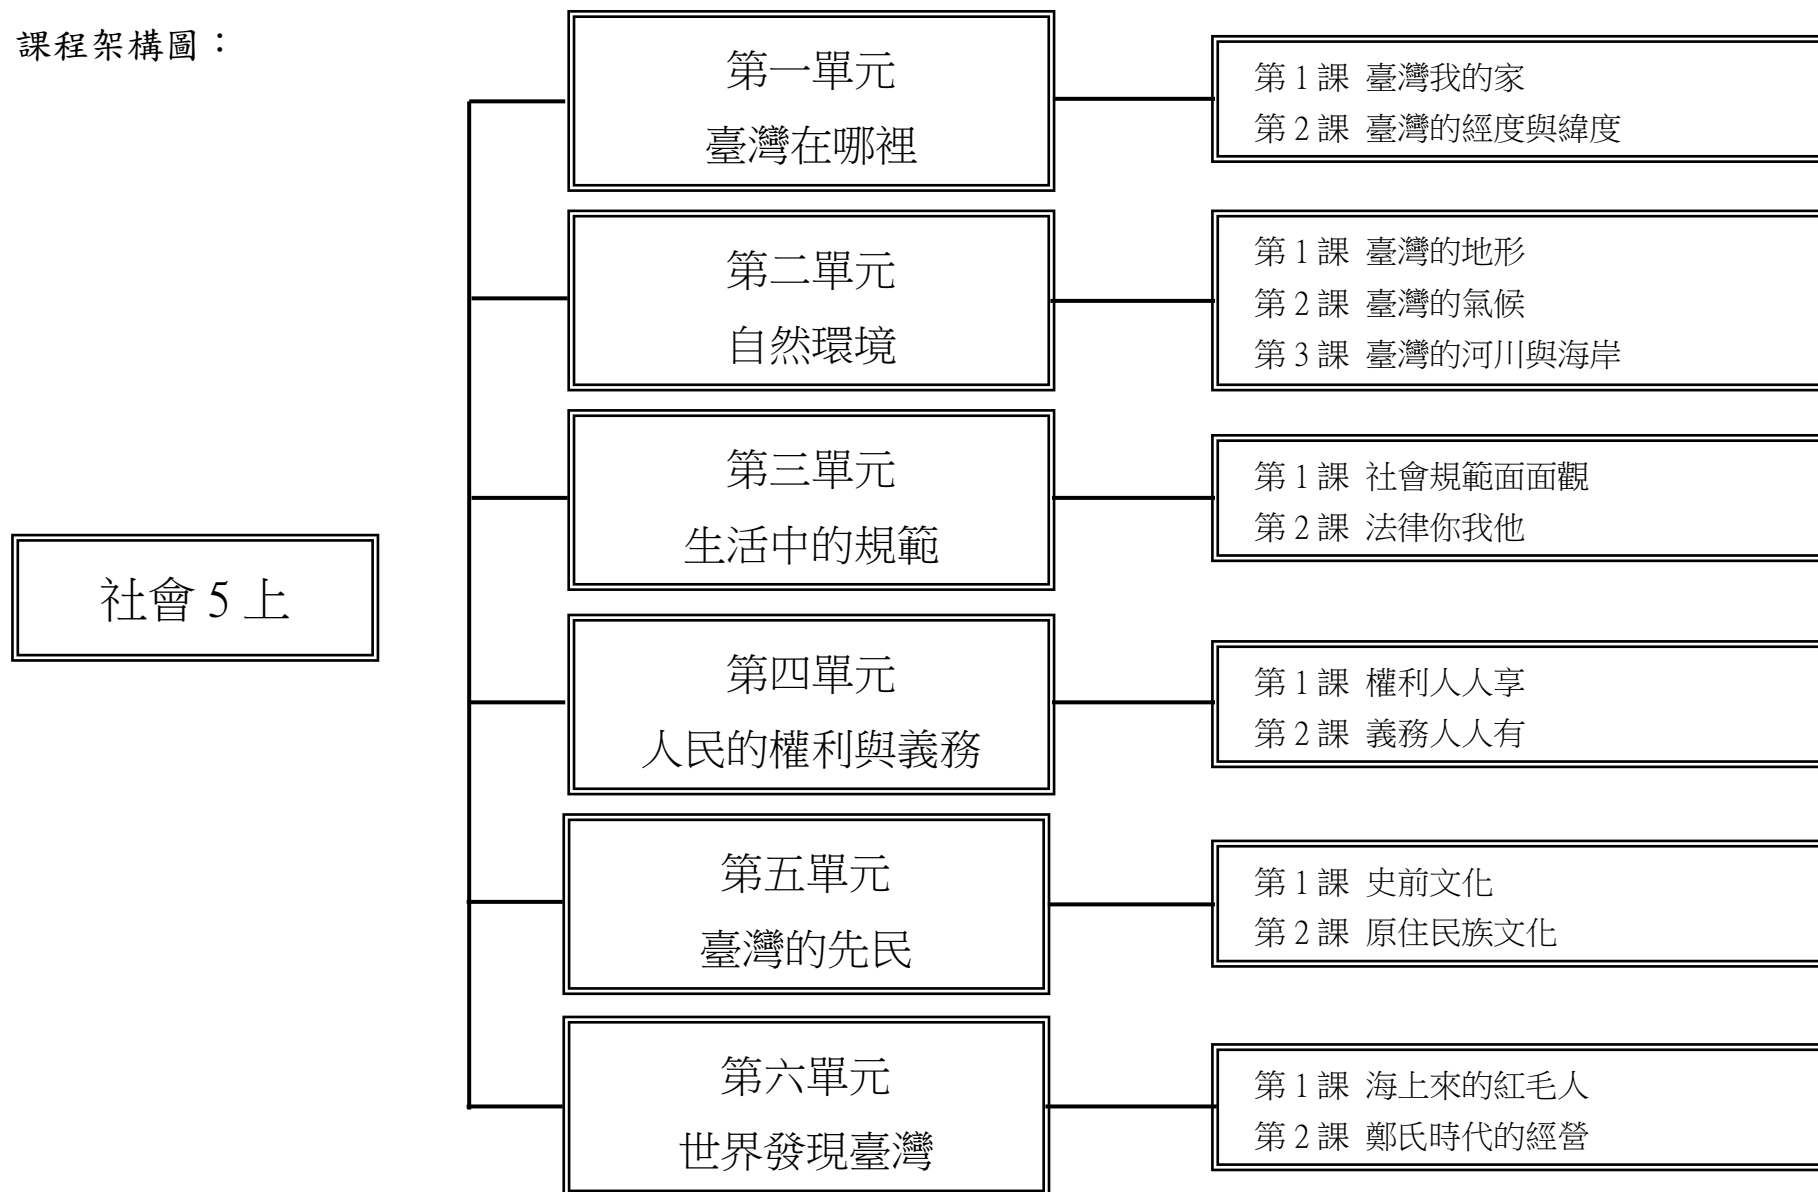 課程架構圖：
社會 5 上
第一單元
臺灣在哪裡
第 1 課 臺灣我的家
第 2 課 臺灣的經度與緯度
第二單元
自然環境
第 1 課 臺灣的地形
第 2 課 臺灣的氣候
第 3 課 臺灣的河川與海岸
第三單元
生活中的規範
第 1 課 社會規範面面觀
第 2 課 法律你我他
第四單元
人民的權利與義務
第 1 課 權利人人享
第 2 課 義務人人有
第五單元
臺灣的先民
第 1 課 史前文化
第 2 課 原住民族文化
第六單元
世界發現臺灣
第 1 課 海上來的紅毛人
第 2 課 鄭氏時代的經營